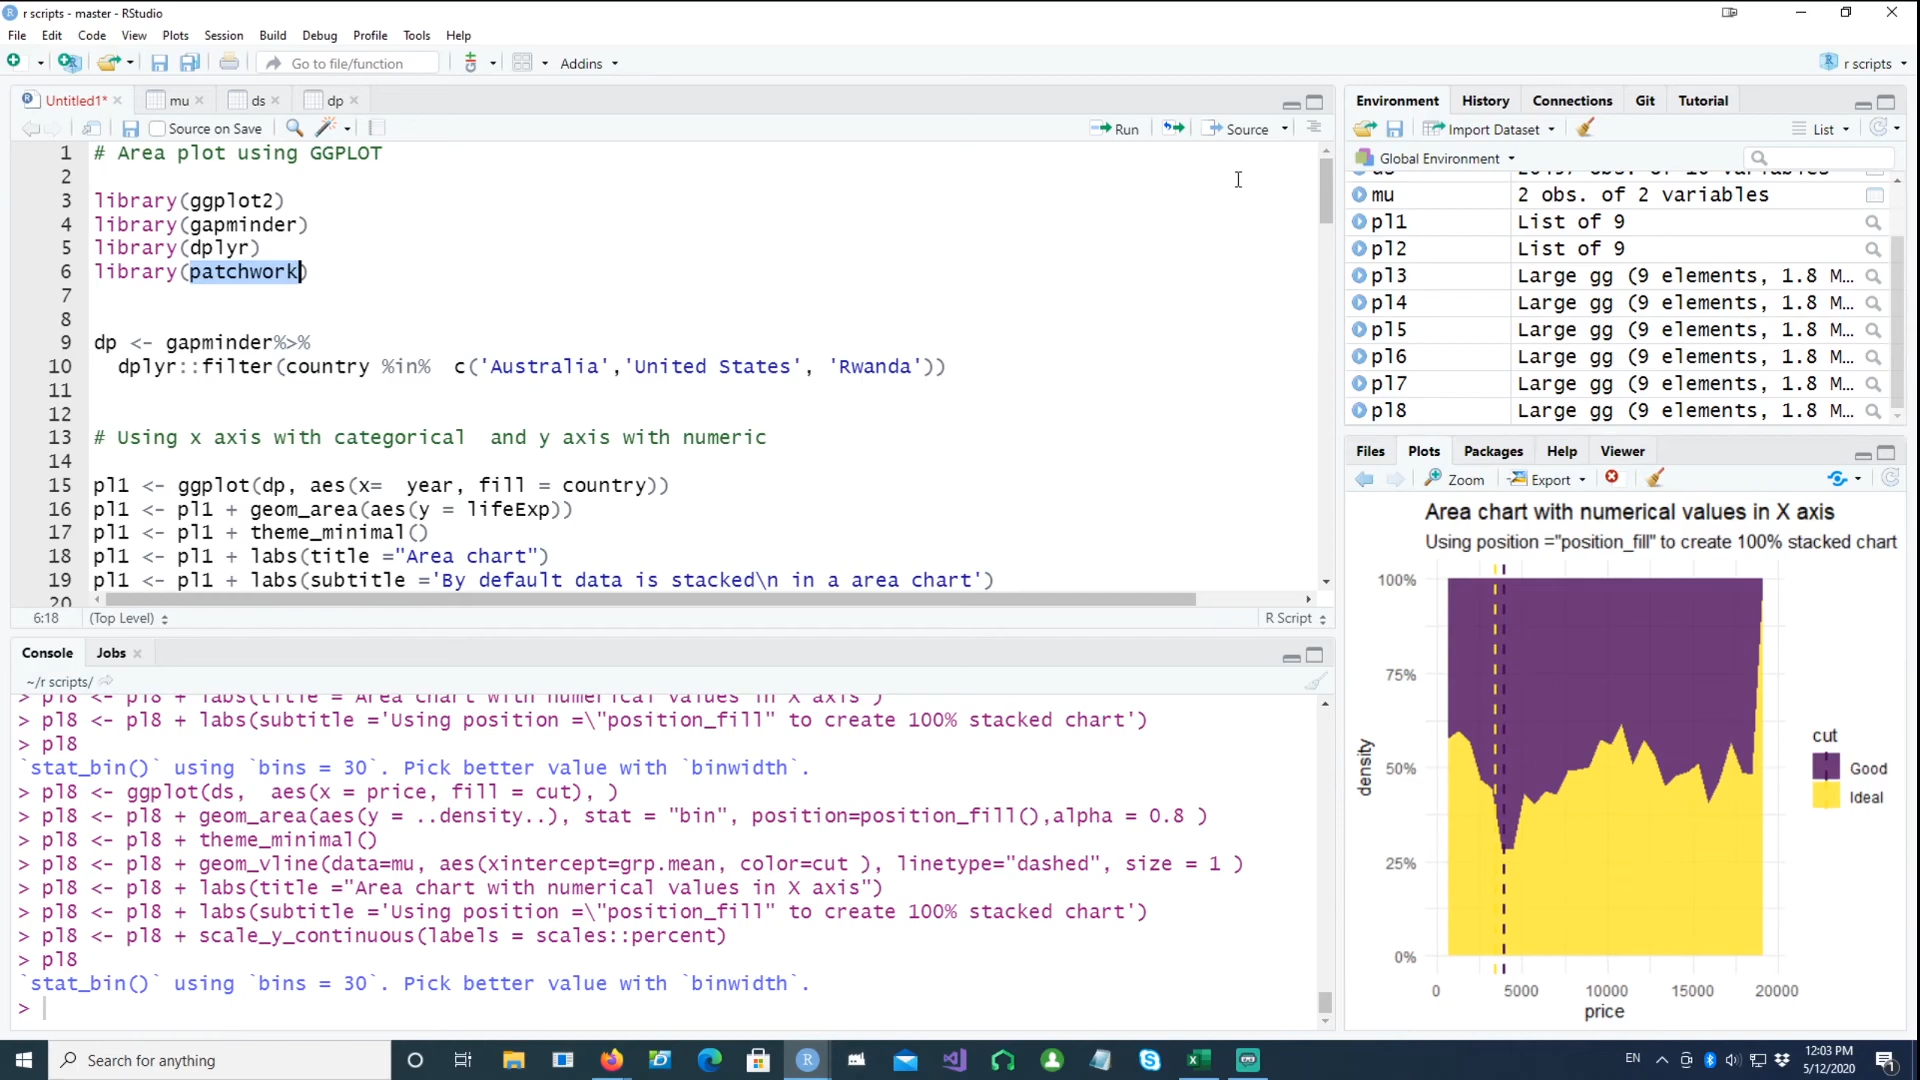 r scripts - master - RStudio
File Edit Code View Plots Session Build Debug Profile Tools Help
Go to file/function Addins r scripts
Untitled1* mu ds dp
Source on Save Run Source
1 # Area plot using GGPLOT
2
3 library(ggplot2)
4 library(gapminder)
5 library(dplyr)
6 library(patchwork)
7
8
9 dp <- gapminder%>%
10 dplyr::filter(country %in% c('Australia','United States', 'Rwanda'))
11
12
13 # Using x axis with categorical and y axis with numeric
14
15 pl1 <- ggplot(dp, aes(x= year, fill = country))
16 pl1 <- pl1 + geom_area(aes(y = lifeExp))
17 pl1 <- pl1 + theme_minimal()
18 pl1 <- pl1 + labs(title ="Area chart")
19 pl1 <- pl1 + labs(subtitle ='By default data is stacked\n in a area chart')
20
6:18 (Top Level) R Script
Console Jobs
~/r scripts/
> pl8 <- pl8 + labs(title ="Area chart with numerical values in X axis")
> pl8 <- pl8 + labs(subtitle ='Using position =\"position_fill" to create 100% stacked chart')
> pl8
`stat_bin()` using `bins = 30`. Pick better value with `binwidth`.
> pl8 <- ggplot(ds, aes(x = price, fill = cut), )
> pl8 <- pl8 + geom_area(aes(y = ..density..), stat = "bin", position=position_fill(),alpha = 0.8 )
> pl8 <- pl8 + theme_minimal()
> pl8 <- pl8 + geom_vline(data=mu, aes(xintercept=grp.mean, color=cut ), linetype="dashed", size = 1 )
> pl8 <- pl8 + labs(title ="Area chart with numerical values in X axis")
> pl8 <- pl8 + labs(subtitle ='Using position =\"position_fill" to create 100% stacked chart')
> pl8 <- pl8 + scale_y_continuous(labels = scales::percent)
> pl8
`stat_bin()` using `bins = 30`. Pick better value with `binwidth`.
>
Environment History Connections Git Tutorial
Import Dataset List
Global Environment
mu 2 obs. of 2 variables
pl1 List of 9
pl2 List of 9
pl3 Large gg (9 elements, 1.8 M…
pl4 Large gg (9 elements, 1.8 M…
pl5 Large gg (9 elements, 1.8 M…
pl6 Large gg (9 elements, 1.8 M…
pl7 Large gg (9 elements, 1.8 M…
pl8 Large gg (9 elements, 1.8 M…
Files Plots Packages Help Viewer
Zoom Export
Area chart with numerical values in X axis
Using position ="position_fill" to create 100% stacked chart
100%
75%
50%
25%
0%
density
0 5000 10000 15000 20000
price
cut
Good
Ideal
Search for anything
EN
12:03 PM
5/12/2020
1